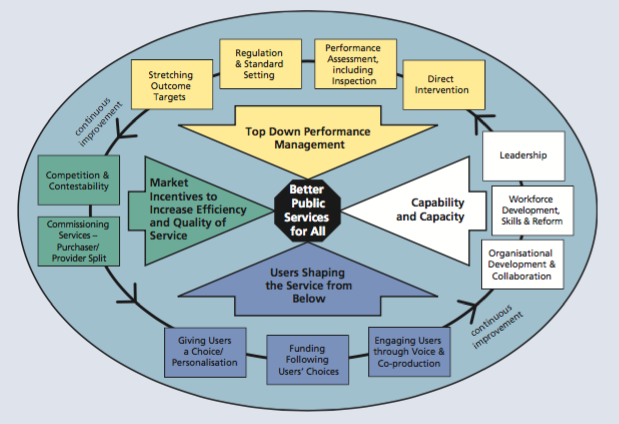 Regulation
& Standard
Setting
Performance
Assessment,
including
Inspection
Stretching
Outcome
Targets
Direct
Intervention
continuous
improvement
Top Down Performance
Management
Leadership
Competition &
Contestability
Market
Incentives to
Increase Efficiency
and Quality of
Service
Better
Public
Services
for All
Capability
and Capacity
Workforce
Development,
Skills & Reform
Commissioning
Services –
Purchaser/
Provider Split
Organisational
Development &
Collaboration
Users Shaping
the Service from
Below
continuous
improvement
Giving Users
a Choice/
Personalisation
Funding
Following
Users' Choices
Engaging Users
through Voice &
Co-production